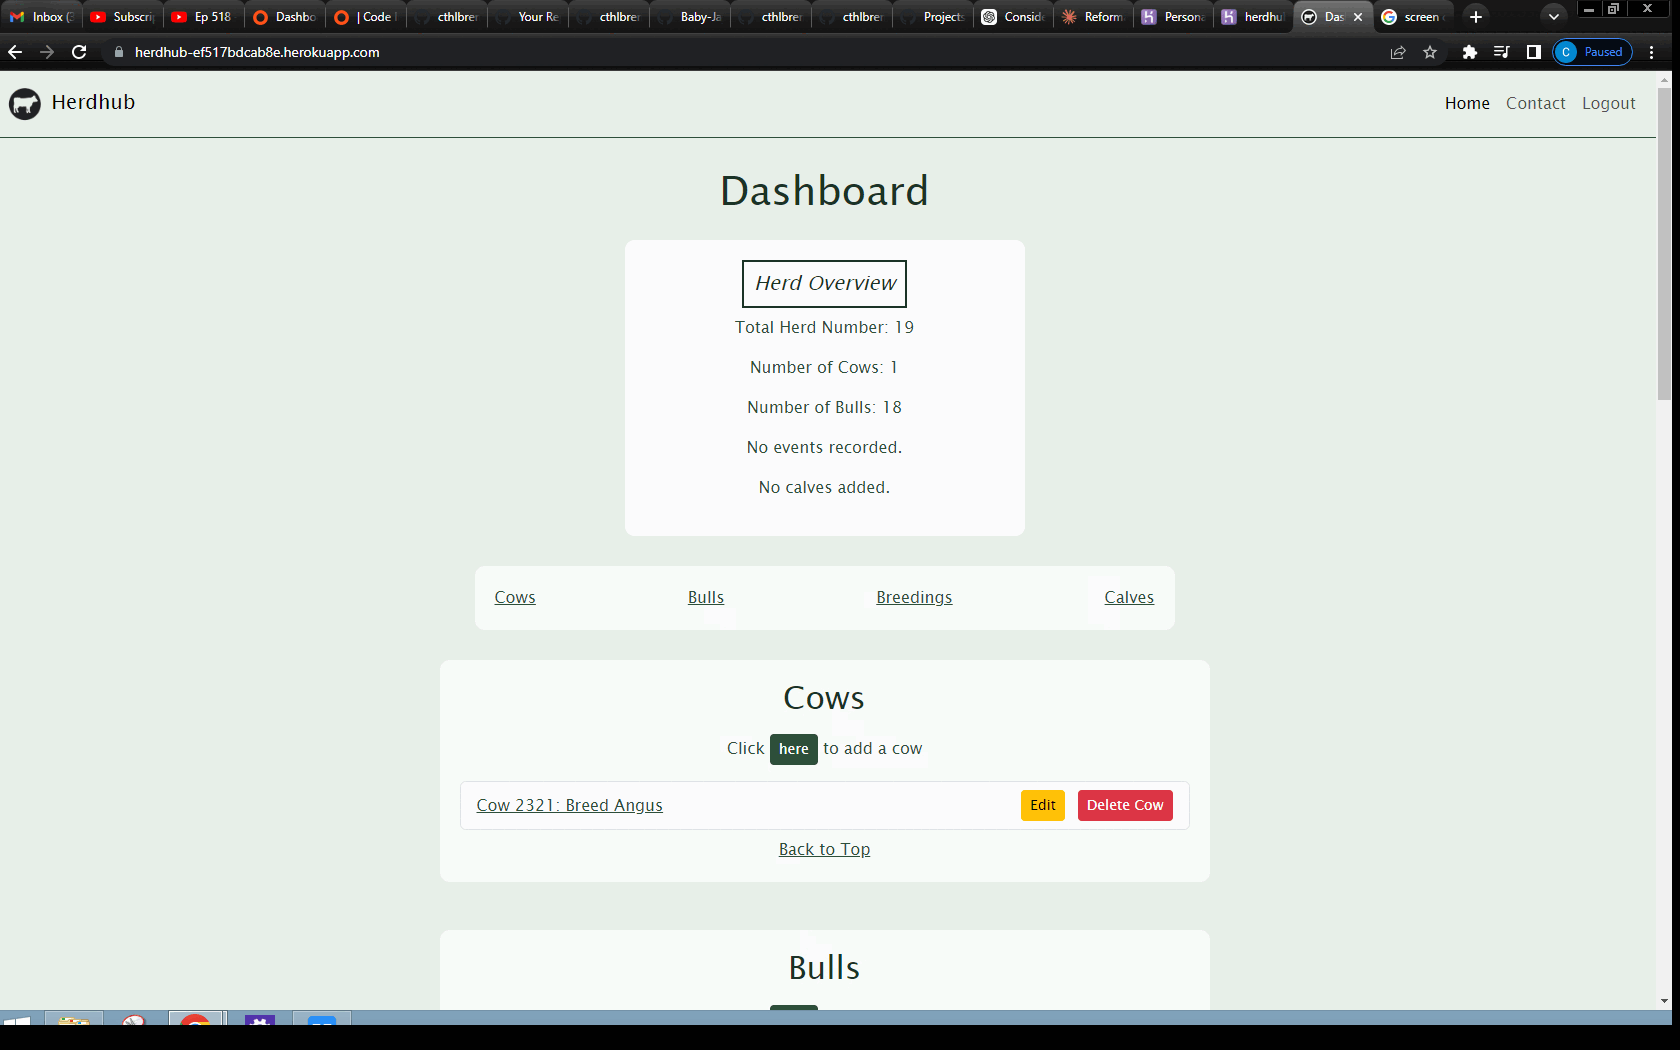 Inbox (3
Subscri
Ep 518
Dashbo
| Code I
cthlbrer
Your Re
cthlbrer
Baby-Ja
cthlbrer
cthlbrer
Projects
Conside
Reform
Persona
herdhu
Das
screen
herdhub-ef517bdcab8e.herokuapp.com
C Paused
Herdhub
Home Contact Logout
Dashboard
Herd Overview
Total Herd Number: 19
Number of Cows: 1
Number of Bulls: 18
No events recorded.
No calves added.
Cows Bulls Breedings Calves
Cows
Click here to add a cow
Cow 2321: Breed Angus Edit Delete Cow
Back to Top
Bulls